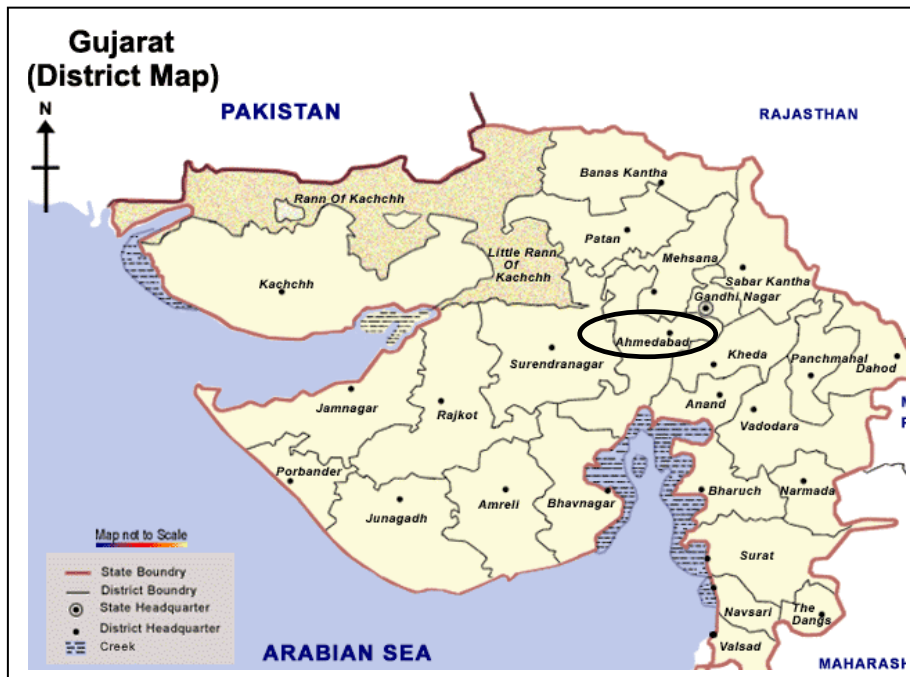 Gujarat
(District Map)
N
PAKISTAN
RAJASTHAN
Banas Kantha
Rann Of Kachchh
Patan
Little Rann
Of
Kachchh
Mehsana
Sabar Kantha
Kachchh
Gandhi Nagar
Ahmedabad
Surendranagar
Kheda
Panchmahal
Dahod
Jamnagar
Rajkot
Anand
Vadodara
Porbander
Junagadh
Amreli
Bhavnagar
Bharuch
Narmada
Map not to Scale
Surat
State Boundry
District Boundry
State Headquarter
District Headquarter
Creek
Navsari
The
Dangs
Valsad
ARABIAN SEA
MAHARASH